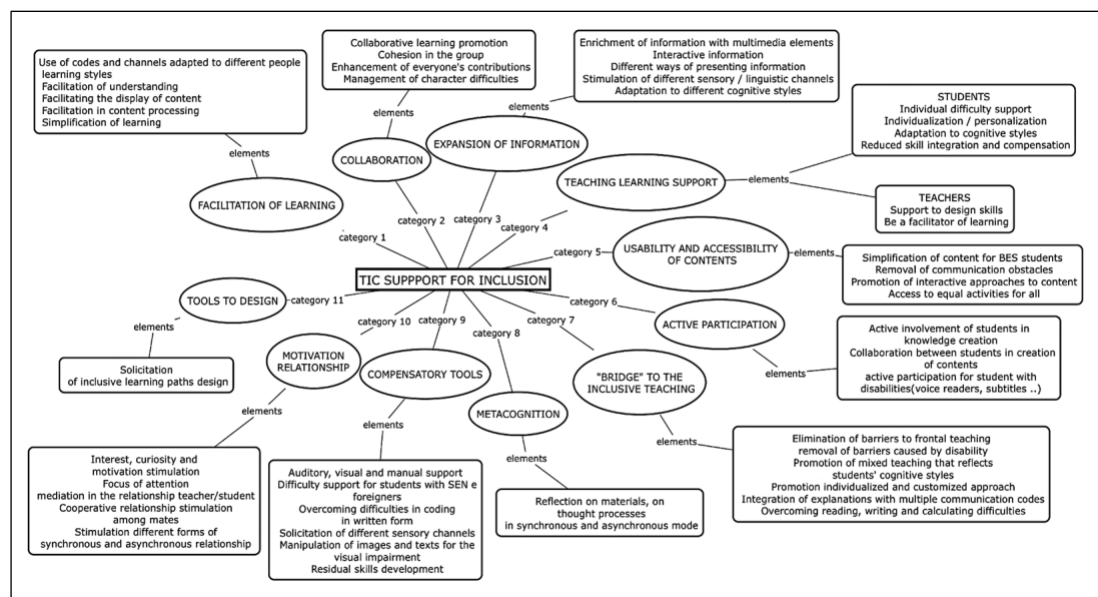 Use of codes and channels adapted to different people
learning styles
Facilitation of understanding
Facilitating the display of content
Facilitation in content processing
Simplification of learning
elements
FACILITATION OF LEARNING
category 1
Collaborative learning promotion
Cohesion in the group
Enhancement of everyone's contributions
Management of character difficulties
elements
COLLABORATION
category 2
Enrichment of information with multimedia elements
Interactive information
Different ways of presenting information
Stimulation of different sensory / linguistic channels
Adaptation to different cognitive styles
elements
EXPANSION OF INFORMATION
category 3
STUDENTS
Individual difficulty support
Individualization / personalization
Adaptation to cognitive styles
Reduced skill integration and compensation
TEACHING LEARNING SUPPORT
elements
category 4
TEACHERS
Support to design skills
Be a facilitator of learning
category 5
USABILITY AND ACCESSIBILITY
OF CONTENTS
elements
Simplification of content for BES students
Removal of communication obstacles
Promotion of interactive approaches to content
Access to equal activities for all
TIC SUPPPORT FOR INCLUSION
category 6
ACTIVE PARTICIPATION
elements
Active involvement of students in
knowledge creation
Collaboration between students in creation
of contents
active participation for student with
disabilities(voice readers, subtitles ..)
category 7
"BRIDGE" TO THE
INCLUSIVE TEACHING
elements
Elimination of barriers to frontal teaching
removal of barriers caused by disability
Promotion of mixed teaching that reflects
students' cognitive styles
Promotion individualized and customized approach
Integration of explanations with multiple communication codes
Overcoming reading, writing and calculating difficulties
category 8
METACOGNITION
elements
Reflection on materials, on
thought processes
in synchronous and asynchronous mode
category 9
COMPENSATORY TOOLS
elements
Auditory, visual and manual support
Difficulty support for students with SEN e
foreigners
Overcoming difficulties in coding
in written form
Solicitation of different sensory channels
Manipulation of images and texts for the
visual impairment
Residual skills development
category 10
MOTIVATION
RELATIONSHIP
elements
Interest, curiosity and
motivation stimulation
Focus of attention
mediation in the relationship teacher/student
Cooperative relationship stimulation
among mates
Stimulation different forms of
synchronous and asynchronous relationship
category 11
TOOLS TO DESIGN
elements
Solicitation
of inclusive learning paths design